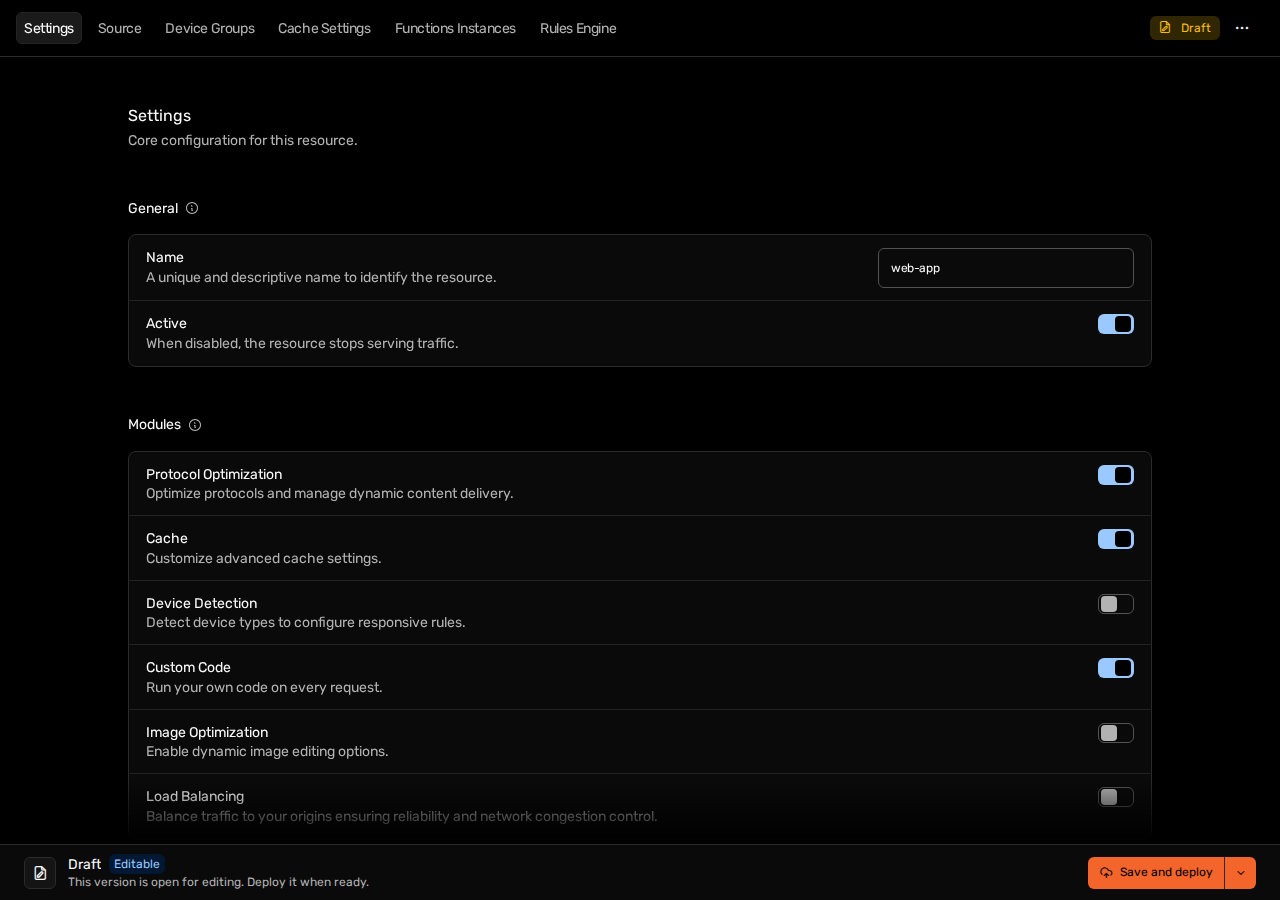 Settings
Source
Device Groups
Cache Settings
Functions Instances
Rules Engine
Draft
Settings
Core configuration for this resource.
General
Name
A unique and descriptive name to identify the resource.
web-app
Active
When disabled, the resource stops serving traffic.
Modules
Protocol Optimization
Optimize protocols and manage dynamic content delivery.
Cache
Customize advanced cache settings.
Device Detection
Detect device types to configure responsive rules.
Custom Code
Run your own code on every request.
Image Optimization
Enable dynamic image editing options.
Load Balancing
Balance traffic to your origins ensuring reliability and network congestion control.
Draft
Editable
This version is open for editing. Deploy it when ready.
Save and deploy